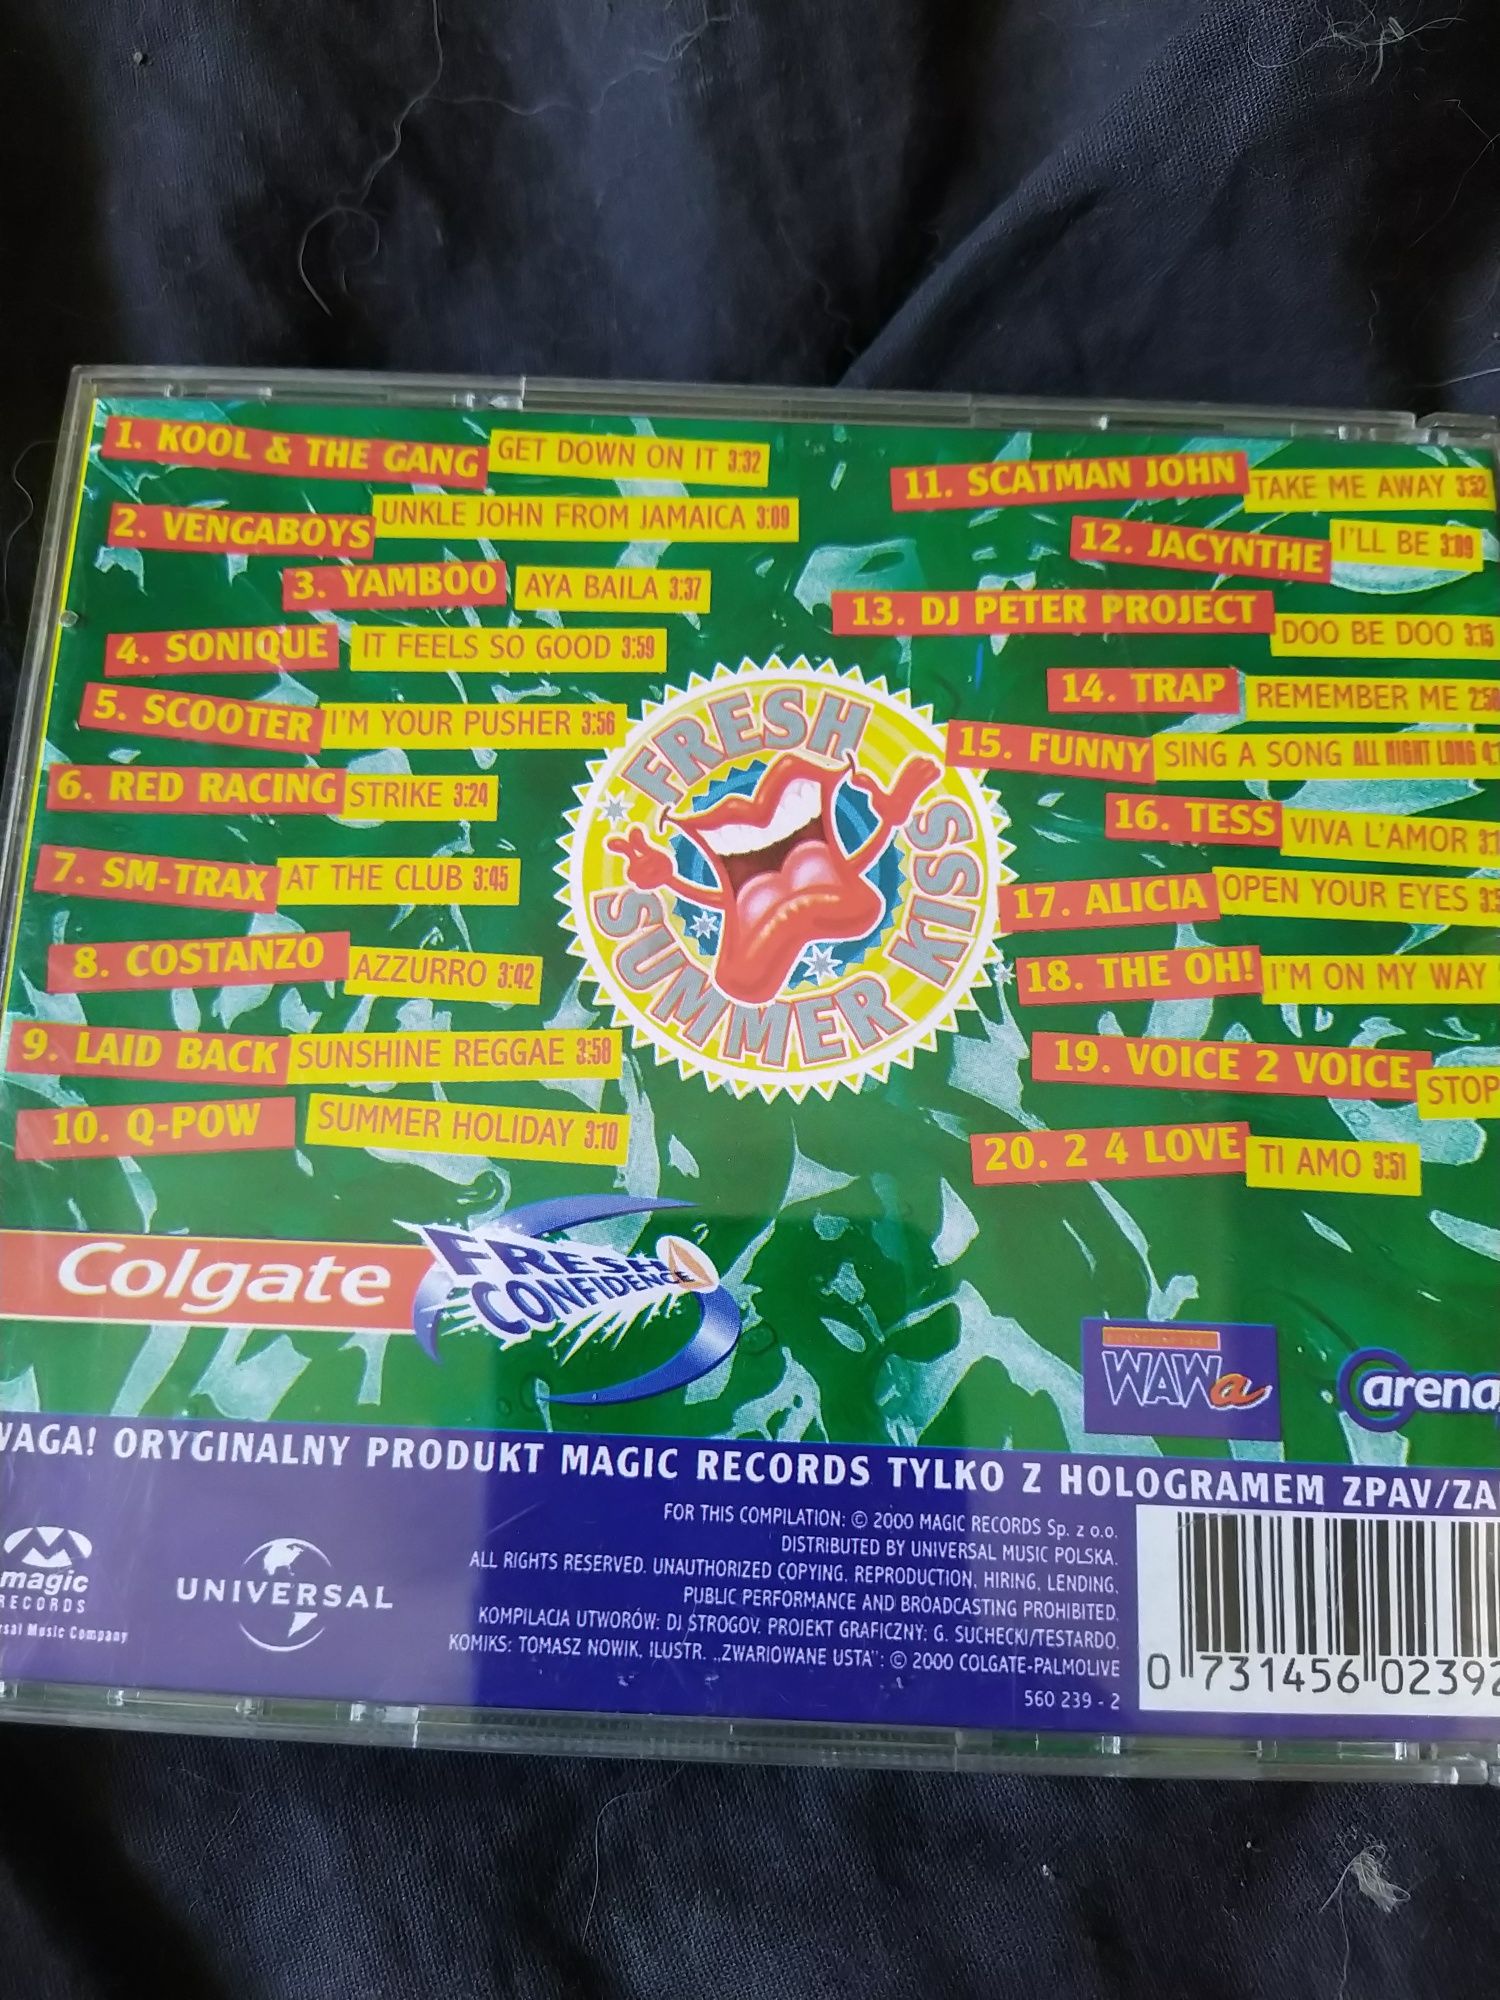 1. KOOL & THE GANG GET DOWN ON IT 3:32
2. VENGABOYS UNKLE JOHN FROM JAMAICA 3:09
3. YAMBOO AYA BAILA 3:37
4. SONIQUE IT FEELS SO GOOD 3:59
5. SCOOTER I'M YOUR PUSHER 3:56
6. RED RACING STRIKE 3:24
7. SM-TRAX AT THE CLUB 3:45
8. COSTANZO AZZURRO 3:42
9. LAID BACK SUNSHINE REGGAE 3:58
10. Q-POW SUMMER HOLIDAY 3:10
11. SCATMAN JOHN TAKE ME AWAY 3:52
12. JACYNTHE I'LL BE 3:09
13. DJ PETER PROJECT DOO BE DOO 3:15
14. TRAP REMEMBER ME
15. FUNNY SING A SONG ALL NIGHT LONG
16. TESS VIVA L'AMOR
17. ALICIA OPEN YOUR EYES
18. THE OH! I'M ON MY WAY
19. VOICE 2 VOICE STOP
20. 2 4 LOVE TI AMO 3:51
FRESH SUMMER KISS
Colgate FRESH CONFIDENCE
WAWa
arena
WAGA! ORYGINALNY PRODUKT MAGIC RECORDS TYLKO Z HOLOGRAMEM ZPAV/ZA
magic
RECORDS
rsal Music Company
UNIVERSAL
FOR THIS COMPILATION: © 2000 MAGIC RECORDS Sp. z o.o.
DISTRIBUTED BY UNIVERSAL MUSIC POLSKA.
ALL RIGHTS RESERVED. UNAUTHORIZED COPYING, REPRODUCTION, HIRING, LENDING,
PUBLIC PERFORMANCE AND BROADCASTING PROHIBITED.
KOMPILACJA UTWORÓW: DJ STROGOV. PROJEKT GRAFICZNY: G. SUCHECKI/TESTARDO.
KOMIKS: TOMASZ NOWIK, ILUSTR. „ZWARIOWANE USTA": © 2000 COLGATE-PALMOLIVE
560 239 - 2
0 731456 02392